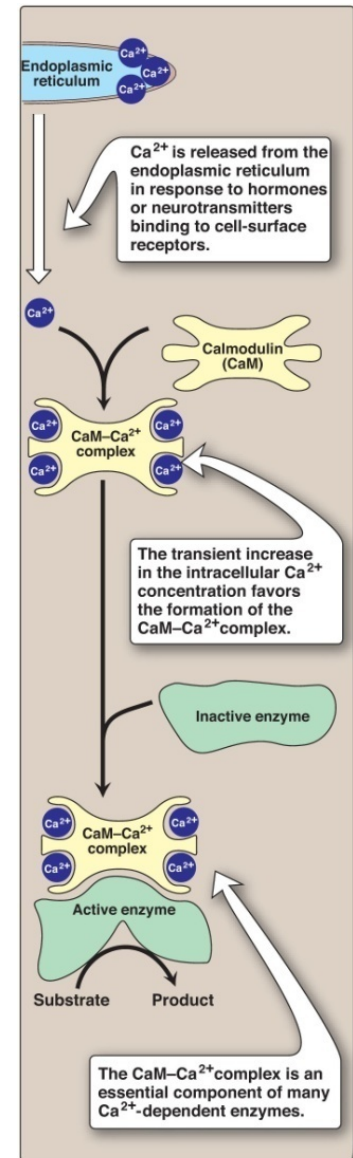 Endoplasmic
reticulum
Ca²⁺
Ca²⁺
Ca²⁺
Ca²⁺ is released from the
endoplasmic reticulum
in response to hormones
or neurotransmitters
binding to cell-surface
receptors.
Ca²⁺
Calmodulin
(CaM)
Ca²⁺
Ca²⁺
CaM–Ca²⁺
complex
Ca²⁺
Ca²⁺
The transient increase
in the intracellular Ca²⁺
concentration favors
the formation of the
CaM–Ca²⁺complex.
Inactive enzyme
Ca²⁺
Ca²⁺
CaM–Ca²⁺
complex
Ca²⁺
Ca²⁺
Active enzyme
Substrate
Product
The CaM–Ca²⁺complex is an
essential component of many
Ca²⁺-dependent enzymes.